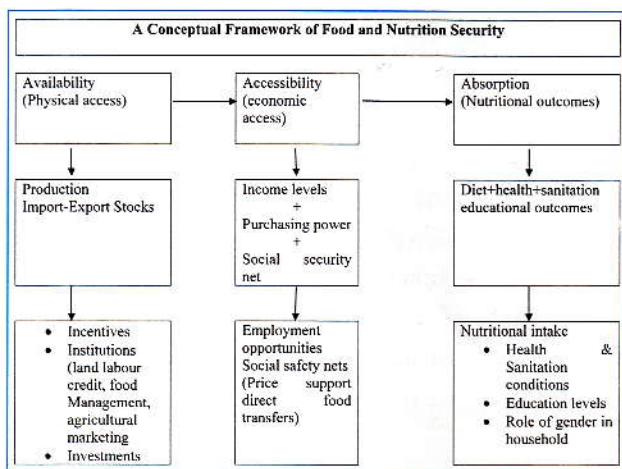 A Conceptual Framework of Food and Nutrition Security
Availability
(Physical access)
Accessibility
(economic
access)
Absorption
(Nutritional outcomes)
Production
Import-Export Stocks
Income levels
+
Purchasing power
+
Social security
net
Diet+health+sanitation
educational outcomes
• Incentives
• Institutions
(land labour
credit, food
Management,
agricultural
marketing
• Investments
Employment
opportunities
Social safety nets
(Price support
direct food
transfers)
Nutritional intake
• Health &
Sanitation
conditions
• Education levels
• Role of gender in
household